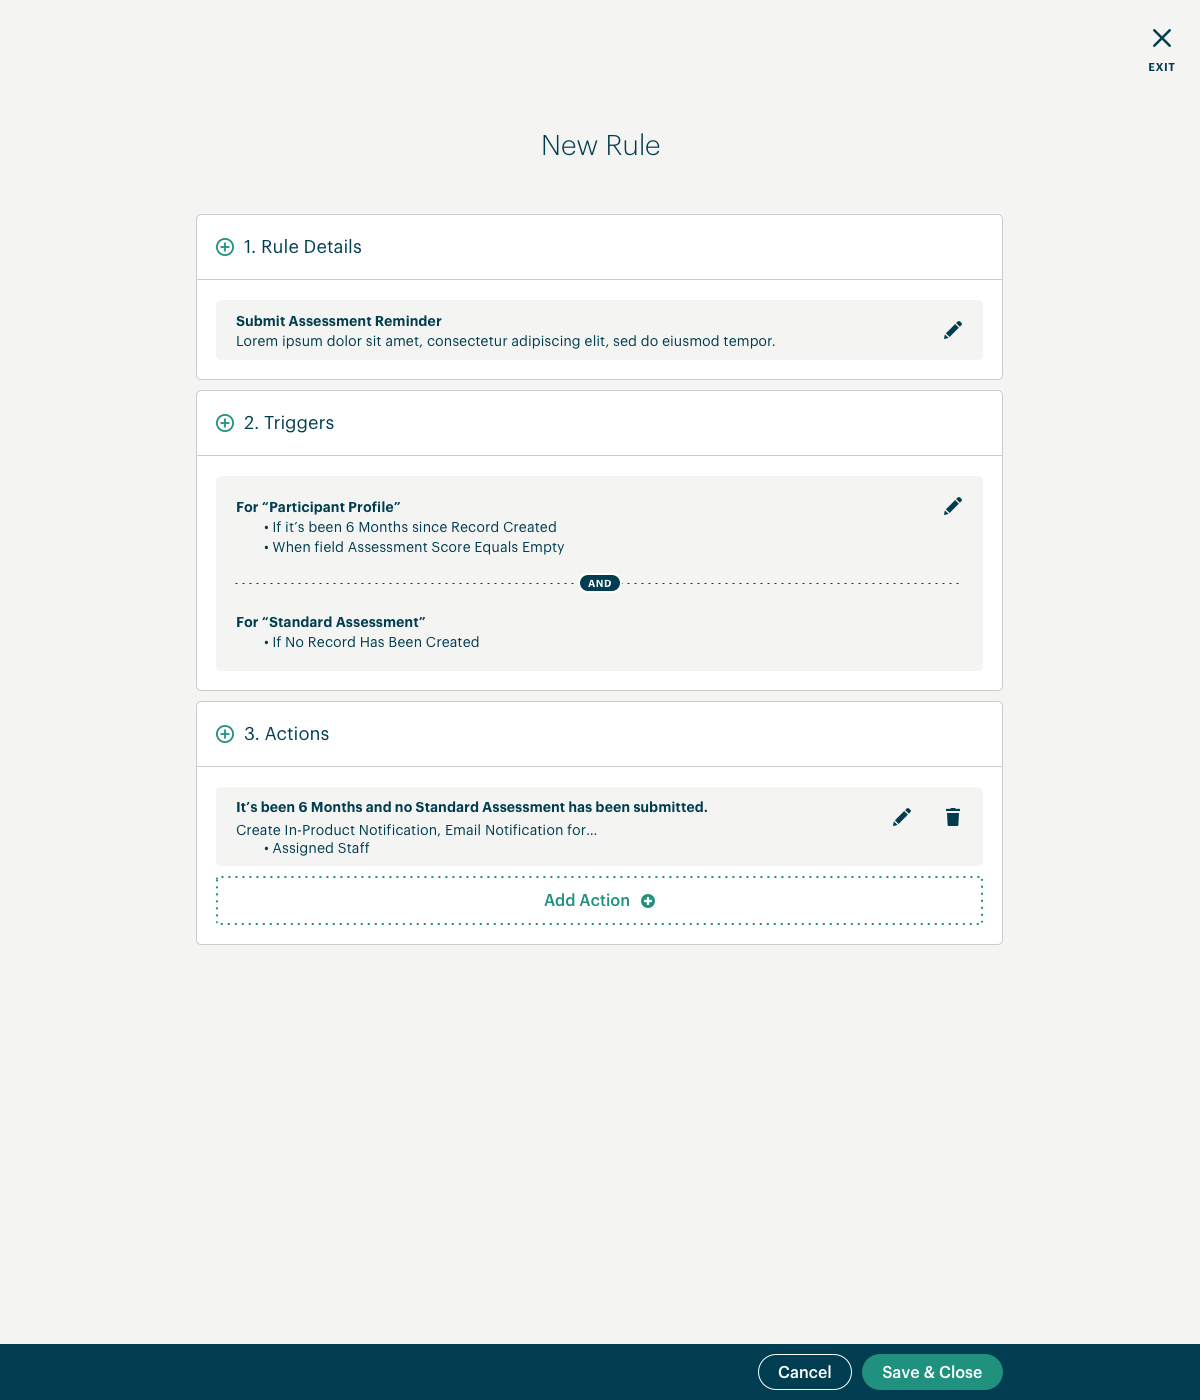 EXIT
New Rule
1. Rule Details
Submit Assessment Reminder
Lorem ipsum dolor sit amet, consectetur adipiscing elit, sed do eiusmod tempor.
2. Triggers
For “Participant Profile”
• If it’s been 6 Months since Record Created
• When field Assessment Score Equals Empty
AND
For “Standard Assessment”
• If No Record Has Been Created
3. Actions
It’s been 6 Months and no Standard Assessment has been submitted.
Create In-Product Notification, Email Notification for...
• Assigned Staff
Add Action
Cancel
Save & Close